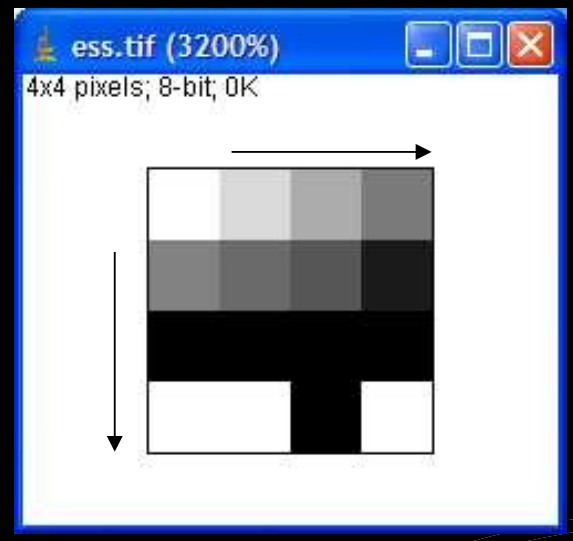 ess.tif (3200%)
4x4 pixels; 8-bit; 0K